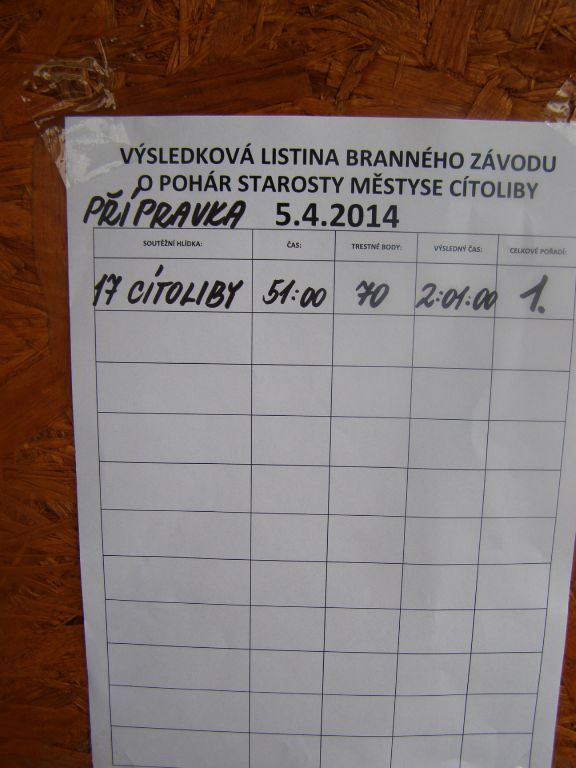 VÝSLEDKOVÁ LISTINA BRANNÉHO ZÁVODU
O POHÁR STAROSTY MĚSTYSE CÍTOLIBY
PŘÍPRAVKA 5.4.2014
SOUTĚŽNÍ HLÍDKA: ČAS: TRESTNÉ BODY: VÝSLEDNÝ ČAS: CELKOVÉ POŘADÍ:
17 CÍTOLIBY 51:00 70 2:01:00 1.